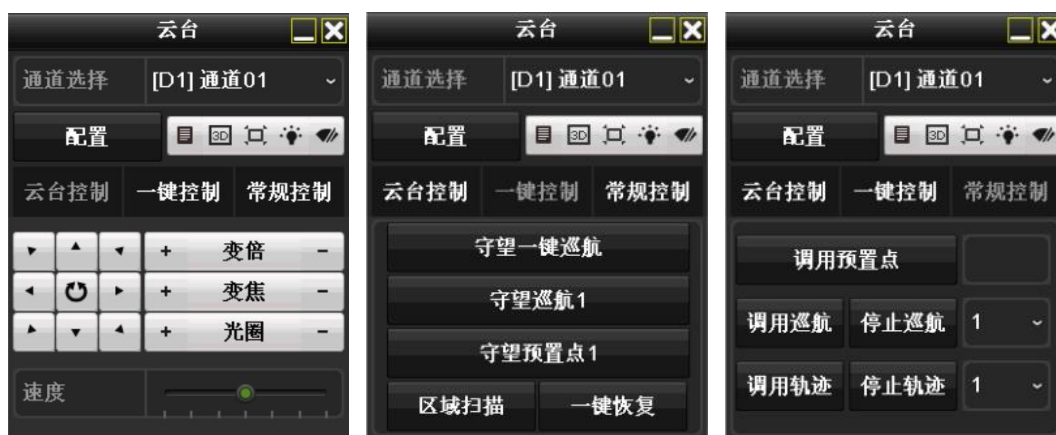 云台
通道选择 [D1] 通道01
配置 3D
云台控制 一键控制 常规控制
+ 变倍 -
+ 变焦 -
+ 光圈 -
速度
云台
通道选择 [D1] 通道01
配置 3D
云台控制 一键控制 常规控制
守望一键巡航
守望巡航1
守望预置点1
区域扫描 一键恢复
云台
通道选择 [D1] 通道01
配置 3D
云台控制 一键控制 常规控制
调用预置点
调用巡航 停止巡航 1
调用轨迹 停止轨迹 1